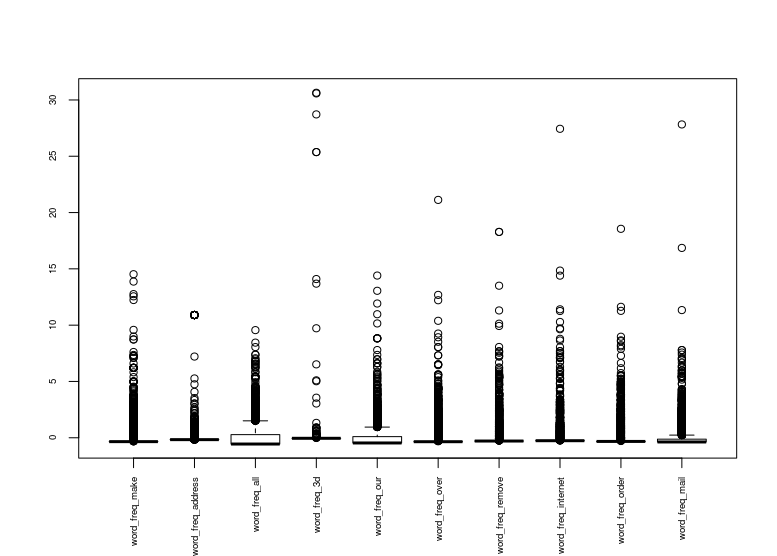 30
25
20
15
10
5
0
word_freq_make
word_freq_address
word_freq_all
word_freq_3d
word_freq_our
word_freq_over
word_freq_remove
word_freq_internet
word_freq_order
word_freq_mail